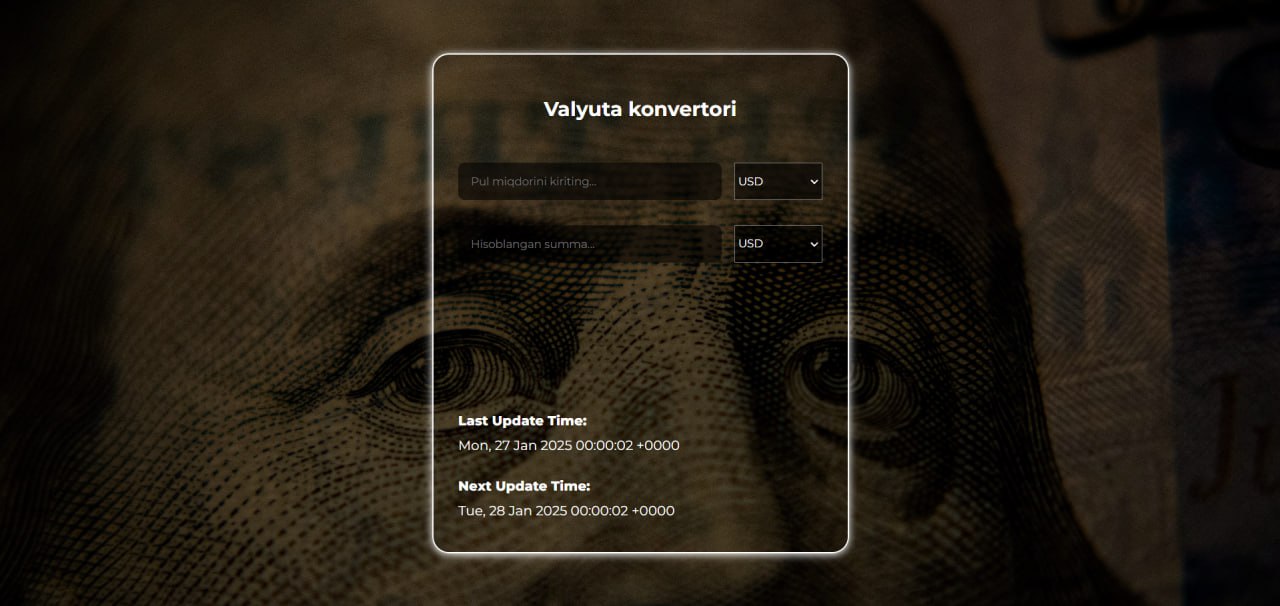 Valyuta konvertori
Pul miqdorini kiriting...
USD
Hisoblangan summa...
USD
Last Update Time:
Mon, 27 Jan 2025 00:00:02 +0000
Next Update Time:
Tue, 28 Jan 2025 00:00:02 +0000